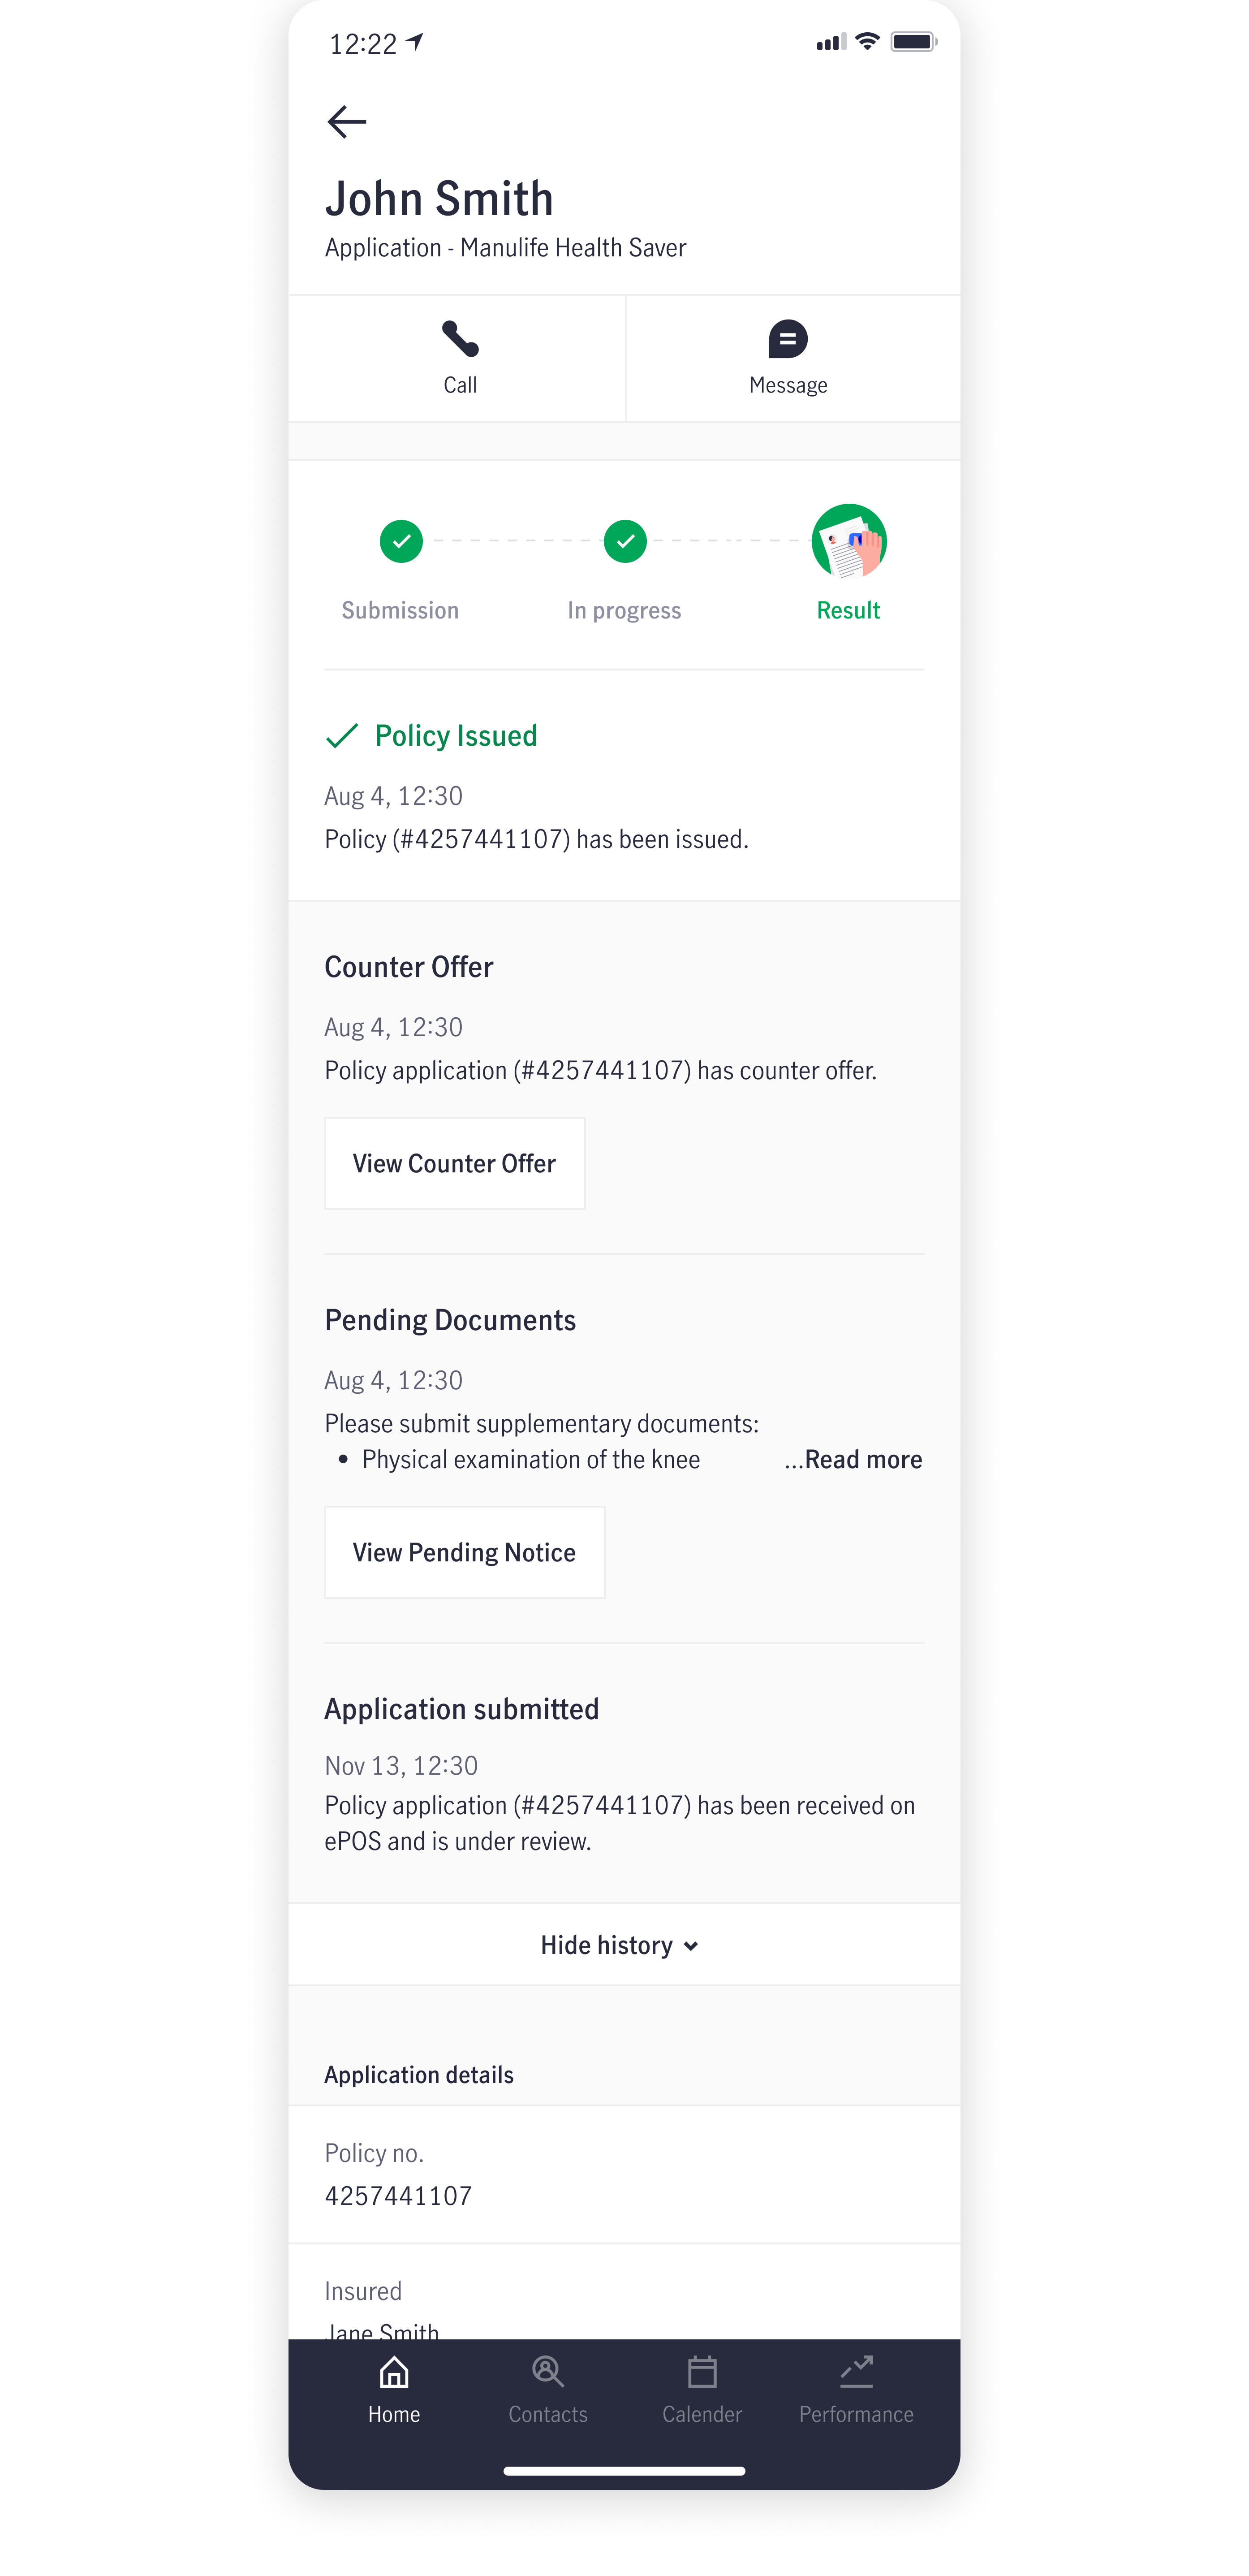 12:22
John Smith
Application - Manulife Health Saver
Call
Message
Submission
In progress
Result
Policy Issued
Aug 4, 12:30
Policy (#4257441107) has been issued.
Counter Offer
Aug 4, 12:30
Policy application (#4257441107) has counter offer.
View Counter Offer
Pending Documents
Aug 4, 12:30
Please submit supplementary documents:
• Physical examination of the knee ...Read more
View Pending Notice
Application submitted
Nov 13, 12:30
Policy application (#4257441107) has been received on
ePOS and is under review.
Hide history
Application details
Policy no.
4257441107
Insured
Jane Smith
Home
Contacts
Calender
Performance